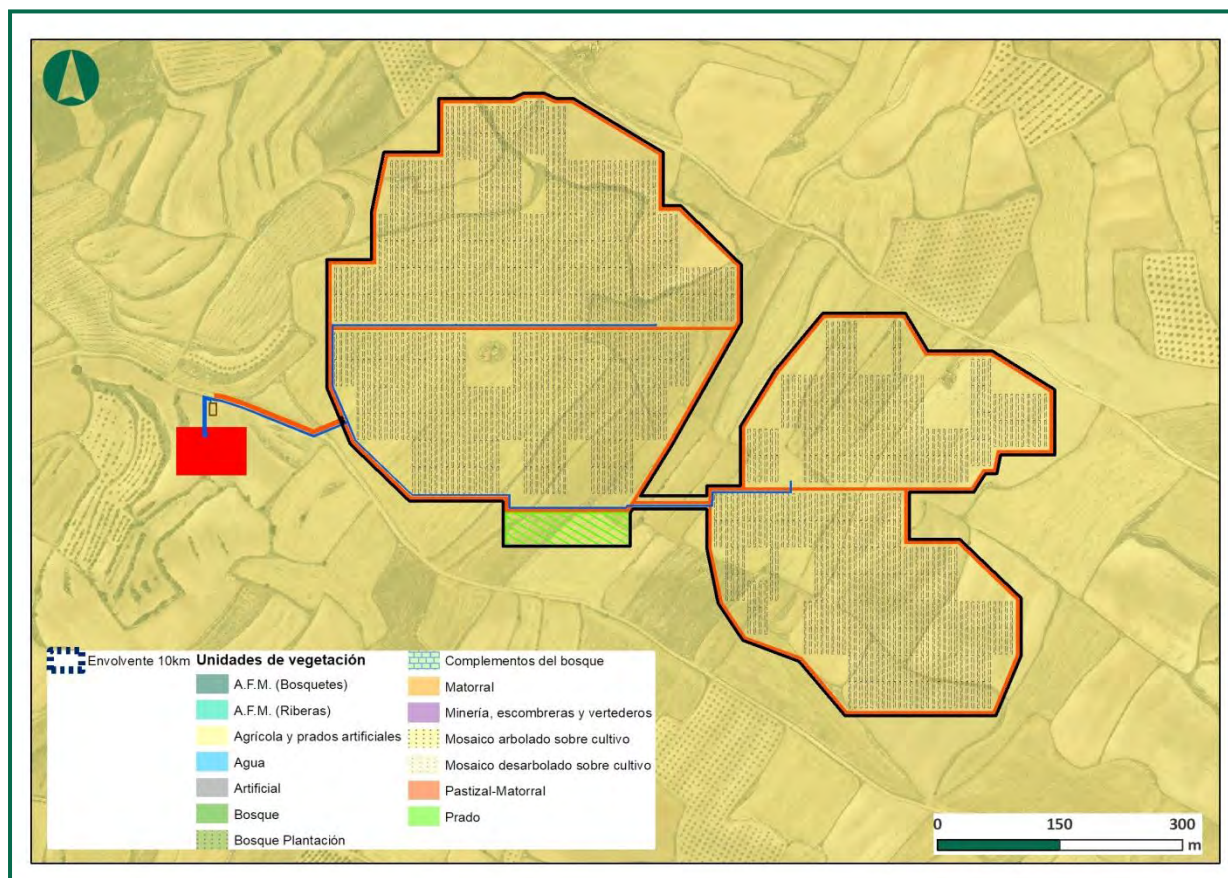 Envolvente 10km
Unidades de vegetación
A.F.M. (Bosquetes)
A.F.M. (Riberas)
Agrícola y prados artificiales
Agua
Artificial
Bosque
Bosque Plantación
Complementos del bosque
Matorral
Minería, escombreras y vertederos
Mosaico arbolado sobre cultivo
Mosaico desarbolado sobre cultivo
Pastizal-Matorral
Prado
0 150 300
m